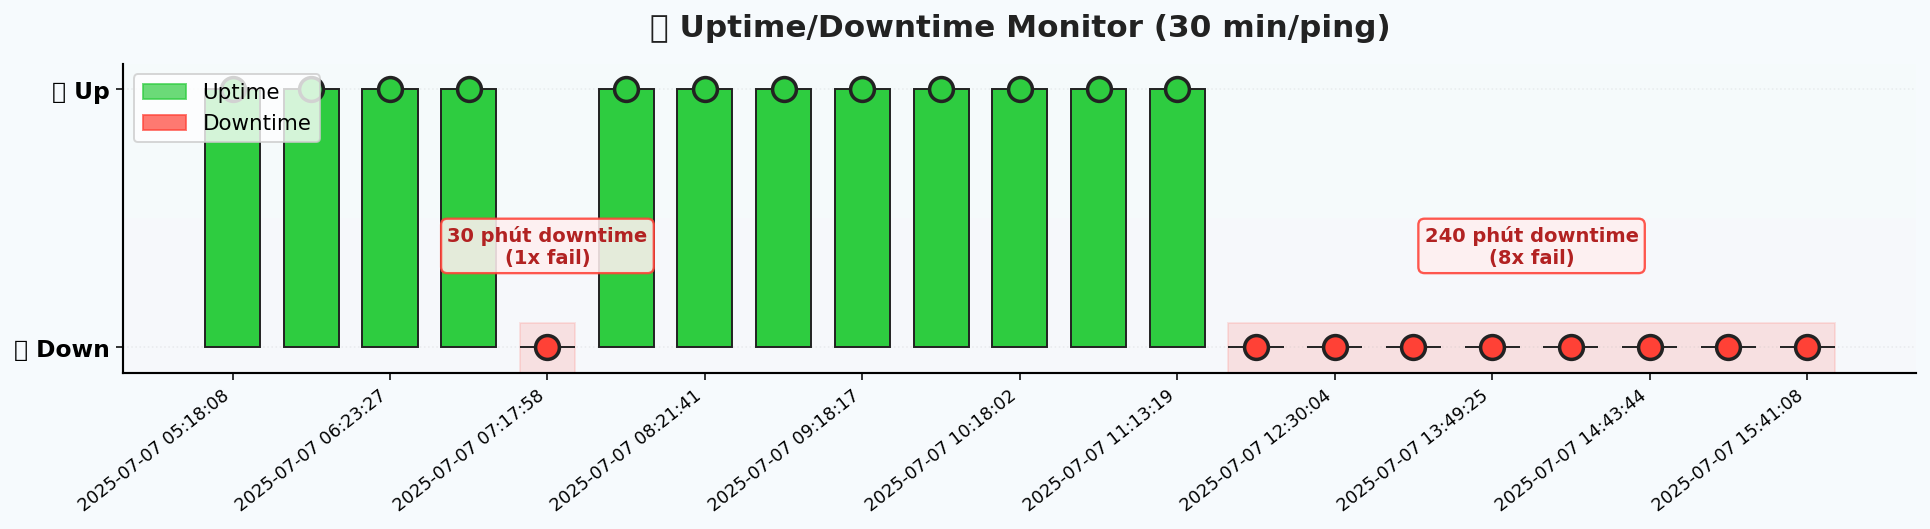 Uptime/Downtime Monitor (30 min/ping)
Up
Uptime
Downtime
30 phút downtime
(1x fail)
240 phút downtime
(8x fail)
Down
2025-07-07 05:18:08
2025-07-07 06:23:27
2025-07-07 07:17:58
2025-07-07 08:21:41
2025-07-07 09:18:17
2025-07-07 10:18:02
2025-07-07 11:13:19
2025-07-07 12:30:04
2025-07-07 13:49:25
2025-07-07 14:43:44
2025-07-07 15:41:08